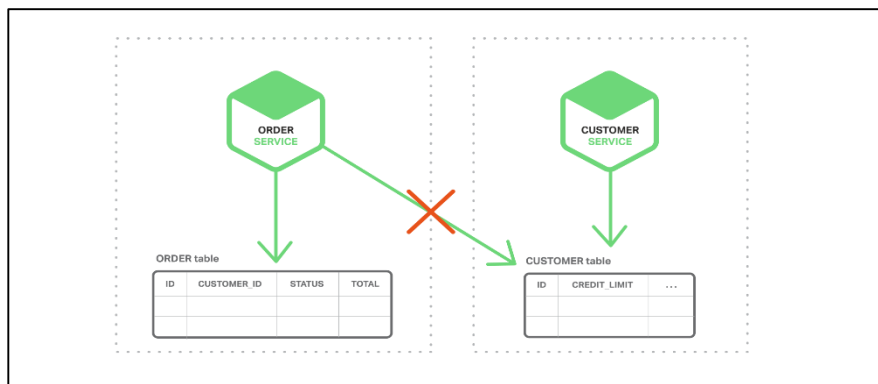 ORDER
SERVICE
CUSTOMER
SERVICE
ORDER table
ID CUSTOMER_ID STATUS TOTAL
CUSTOMER table
ID CREDIT_LIMIT ...